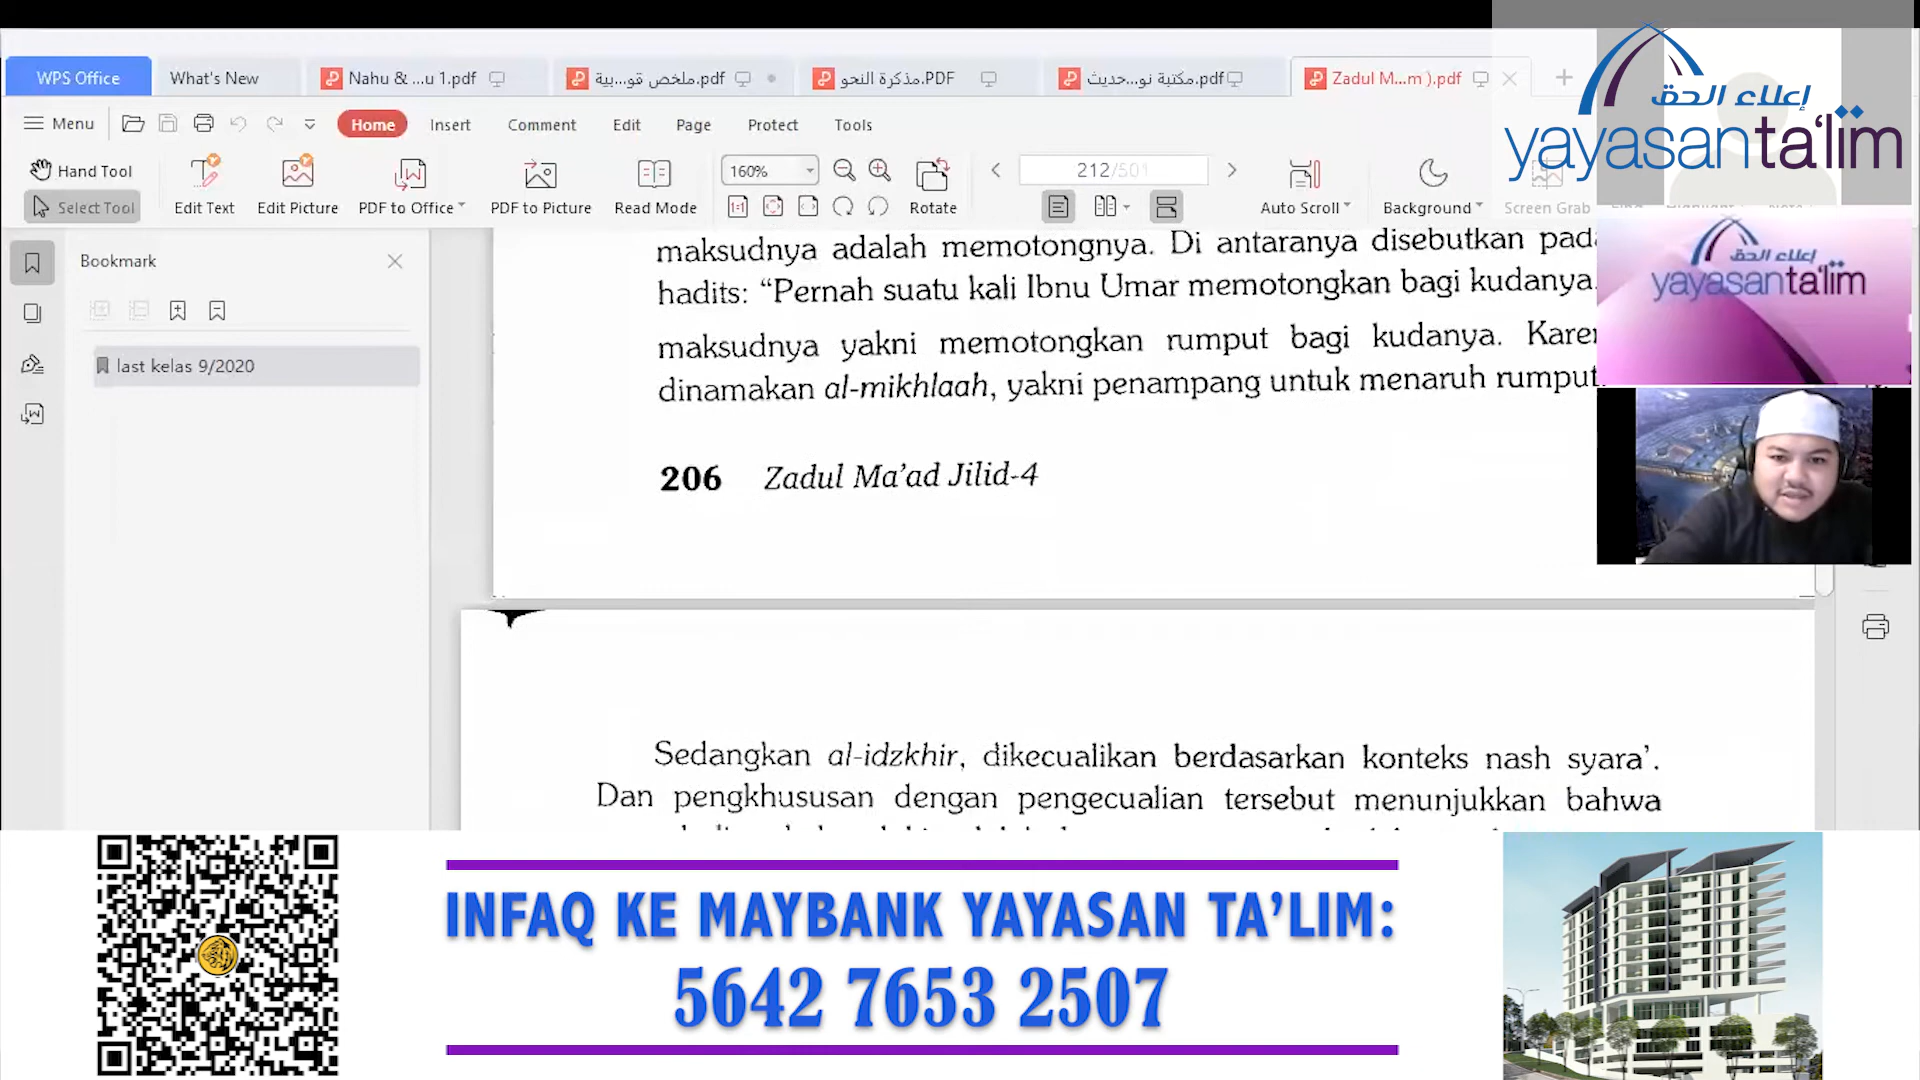 WPS Office
What's New
Nahu & ...u 1.pdf
ملخص قو...بية.pdf
مذكرة النحو.PDF
مكتبة نو...حديث.pdf
Zadul M...m ).pdf
إعلاء الحق
yayasanta'lim
Menu
Home
Insert
Comment
Edit
Page
Protect
Tools
Hand Tool
Select Tool
Edit Text
Edit Picture
PDF to Office
PDF to Picture
Read Mode
160%
Rotate
212/501
Auto Scroll
Background
Screen Grab
Bookmark
last kelas 9/2020
maksudnya adalah memotongnya. Di antaranya disebutkan pada
hadits: “Pernah suatu kali Ibnu Umar memotongkan bagi kudanya.
maksudnya yakni memotongkan rumput bagi kudanya. Karen
dinamakan al-mikhlaah, yakni penampang untuk menaruh rumput.
206 Zadul Ma’ad Jilid-4
إعلاء الحق
yayasanta'lim
Sedangkan al-idzkhir, dikecualikan berdasarkan konteks nash syara’.
Dan pengkhususan dengan pengecualian tersebut menunjukkan bahwa
INFAQ KE MAYBANK YAYASAN TA’LIM:
5642 7653 2507